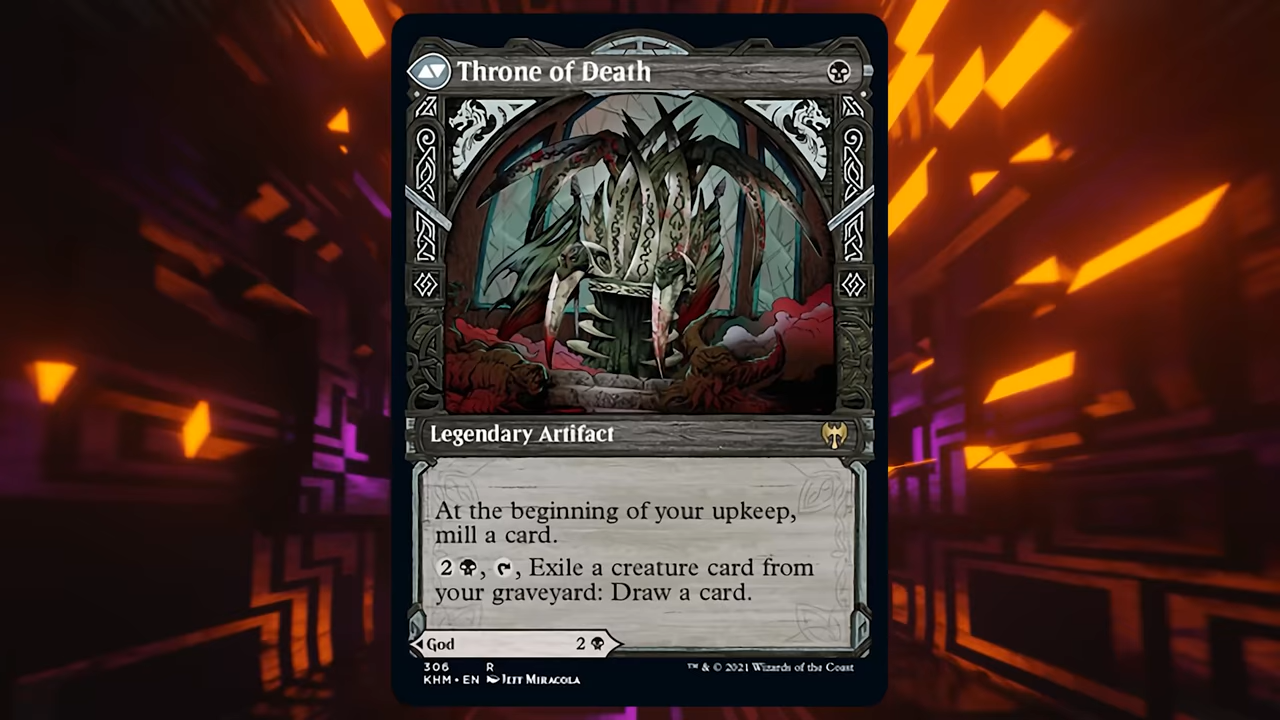 Throne of Death
Legendary Artifact
At the beginning of your upkeep,
mill a card.
2 , , Exile a creature card from
your graveyard: Draw a card.
God 2
306 R
KHM • EN Jeff Miracola
™ & © 2021 Wizards of the Coast